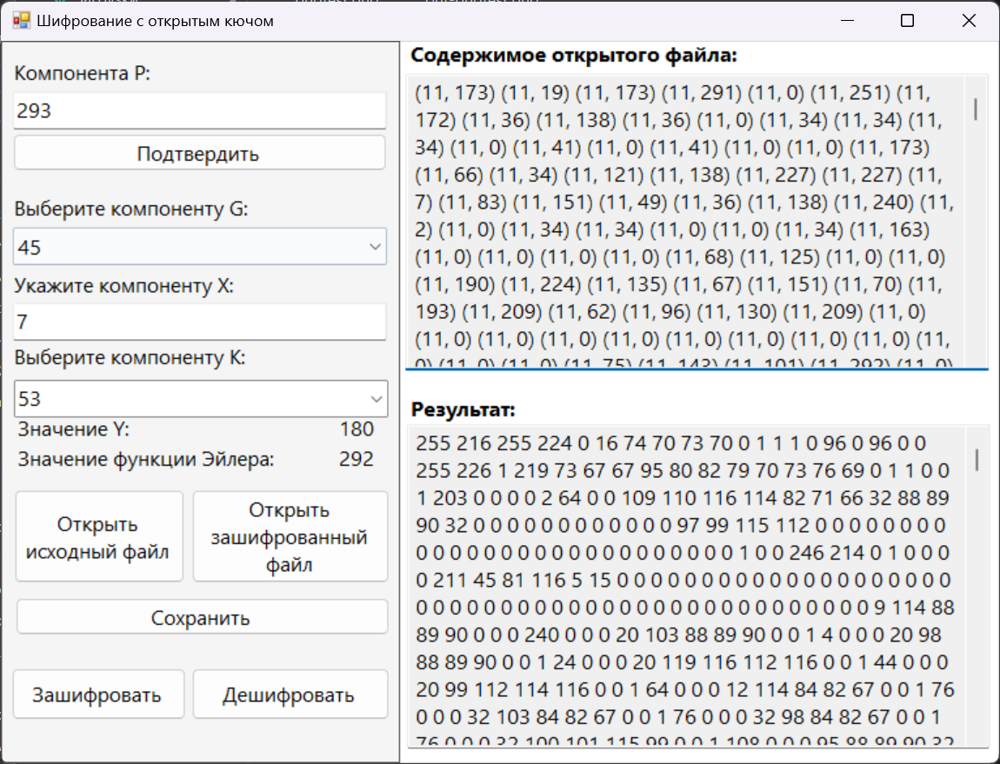 Шифрование с открытым кючом
Компонента P:
293
Подтвердить
Выберите компоненту G:
45
Укажите компоненту X:
7
Выберите компоненту К:
53
Значение Y: 180
Значение функции Эйлера: 292
Открыть
исходный файл
Открыть
зашифрованный
файл
Сохранить
Зашифровать
Дешифровать
Содержимое открытого файла:
(11, 173) (11, 19) (11, 173) (11, 291) (11, 0) (11, 251) (11,
172) (11, 36) (11, 138) (11, 36) (11, 0) (11, 34) (11, 34) (11,
34) (11, 0) (11, 41) (11, 0) (11, 41) (11, 0) (11, 0) (11, 173)
(11, 66) (11, 34) (11, 121) (11, 138) (11, 227) (11, 227) (11,
7) (11, 83) (11, 151) (11, 49) (11, 36) (11, 138) (11, 240) (11,
2) (11, 0) (11, 34) (11, 34) (11, 0) (11, 0) (11, 34) (11, 163)
(11, 0) (11, 0) (11, 0) (11, 0) (11, 68) (11, 125) (11, 0) (11, 0)
(11, 190) (11, 224) (11, 135) (11, 67) (11, 151) (11, 70) (11,
193) (11, 209) (11, 62) (11, 96) (11, 130) (11, 209) (11, 0)
(11, 0) (11, 0) (11, 0) (11, 0) (11, 0) (11, 0) (11, 0) (11, 0) (11,
0) (11, 0) (11, 0) (11, 75) (11, 143) (11, 101) (11, 292) (11, 0)
Результат:
255 216 255 224 0 16 74 70 73 70 0 1 1 1 0 96 0 96 0 0
255 226 1 219 73 67 67 95 80 82 79 70 73 76 69 0 1 1 0 0
1 203 0 0 0 0 2 64 0 0 109 110 116 114 82 71 66 32 88 89
90 32 0 0 0 0 0 0 0 0 0 0 0 0 97 99 115 112 0 0 0 0 0 0 0 0
0 0 0 0 0 0 0 0 0 0 0 0 0 0 0 0 0 0 0 1 0 0 246 214 0 1 0 0 0
0 211 45 81 116 5 15 0 0 0 0 0 0 0 0 0 0 0 0 0 0 0 0 0 0 0 0
0 0 0 0 0 0 0 0 0 0 0 0 0 0 0 0 0 0 0 0 0 0 0 0 0 0 0 9 114 88
89 90 0 0 0 240 0 0 0 20 103 88 89 90 0 0 1 4 0 0 0 20 98
88 89 90 0 0 1 24 0 0 0 20 119 116 112 116 0 0 1 44 0 0 0
20 99 112 114 116 0 0 1 64 0 0 0 12 114 84 82 67 0 0 1 76
0 0 0 32 103 84 82 67 0 0 1 76 0 0 0 32 98 84 82 67 0 0 1
76 0 0 0 32 100 101 115 99 0 0 1 108 0 0 0 95 88 89 90 32